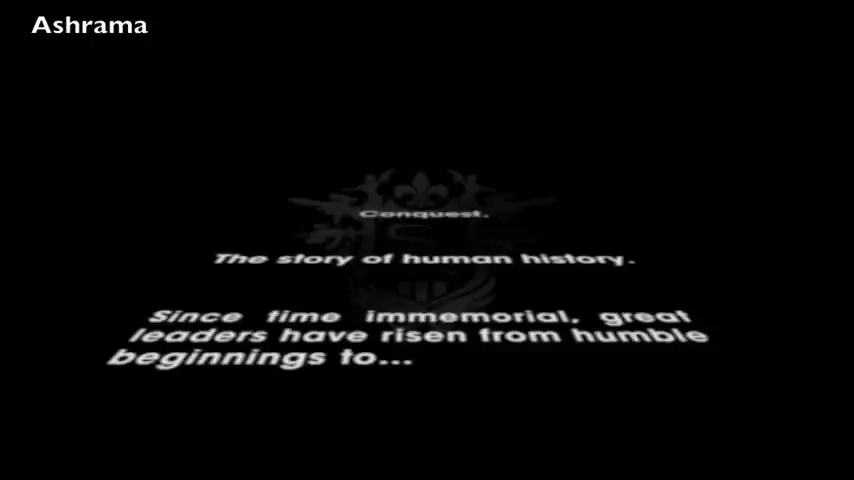 Ashrama
Conquest.
The story of human history.
Since time immemorial, great
leaders have risen from humble
beginnings to...